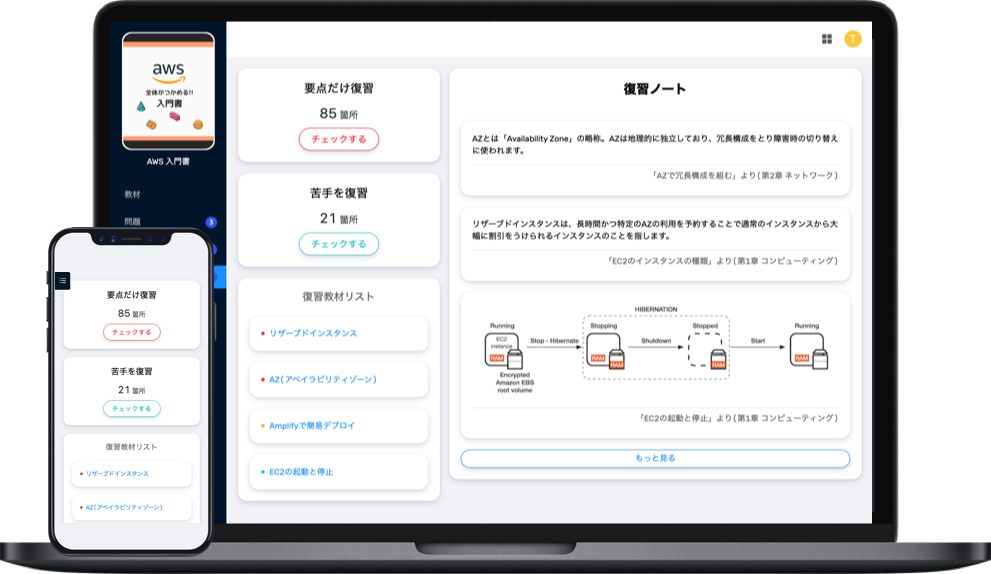 aws
全体がつかめる!!
入門書
AWS 入門書
教材
問題
3
T
要点だけ復習
85 箇所
チェックする
苦手を復習
21 箇所
チェックする
復習教材リスト
リザーブドインスタンス
AZ(アベイラビリティゾーン)
Amplifyで簡易デプロイ
EC2の起動と停止
復習ノート
AZとは「Availability Zone」の略称。AZは地理的に独立しており、冗長構成をとり障害時の切り替え
に使われます。
「AZで冗長構成を組む」より(第2章 ネットワーク)
リザーブドインスタンスは、長時間かつ特定のAZの利用を予約することで通常のインスタンスから大
幅に割引をうけられるインスタンスのことを指します。
「EC2のインスタンスの種類」より(第1章 コンピューティング)
HIBERNATION
Running
Stopping
Stopped
Running
EC2
instance
Stop - Hibernate
Shutdown
Start
RAM
RAM
RAM
RAM
RAM
Encrypted
Amazon EBS
root volume
「EC2の起動と停止」より(第1章 コンピューティング)
もっと見る
要点だけ復習
85 箇所
チェックする
苦手を復習
21 箇所
チェックする
復習教材リスト
リザーブドインスタンス
AZ(アベイラビリティゾーン)